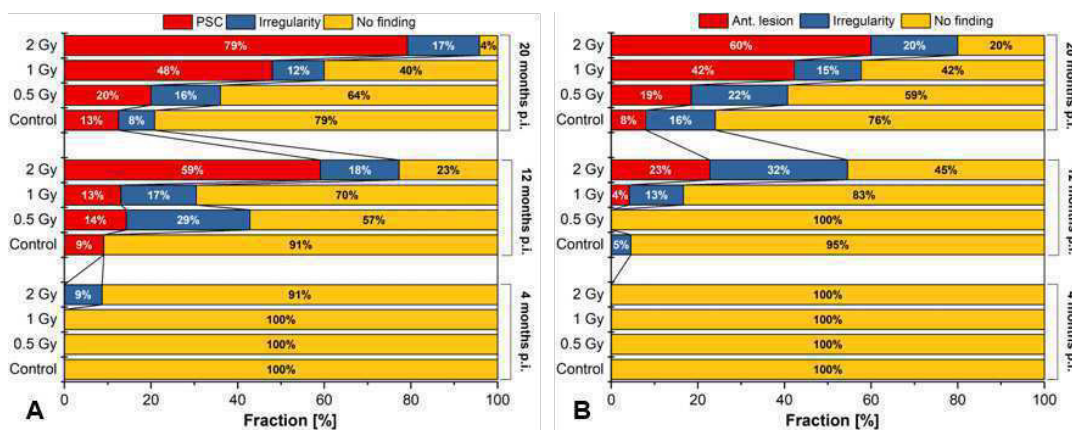 PSC Irregularity No finding
2 Gy 79% 17% 4%
1 Gy 48% 12% 40%
0.5 Gy 20% 16% 64%
Control 13% 8% 79%
20 months p.i.
2 Gy 59% 18% 23%
1 Gy 13% 17% 70%
0.5 Gy 14% 29% 57%
Control 9% 91%
12 months p.i.
2 Gy 9% 91%
1 Gy 100%
0.5 Gy 100%
Control 100%
4 months p.i.
0 20 40 60 80 100
A Fraction [%]
Ant. lesion Irregularity No finding
2 Gy 60% 20% 20%
1 Gy 42% 15% 42%
0.5 Gy 19% 22% 59%
Control 8% 16% 76%
20 months p.i.
2 Gy 23% 32% 45%
1 Gy 4% 13% 83%
0.5 Gy 100%
Control 5% 95%
12 months p.i.
2 Gy 100%
1 Gy 100%
0.5 Gy 100%
Control 100%
4 months p.i.
0 20 40 60 80 100
B Fraction [%]